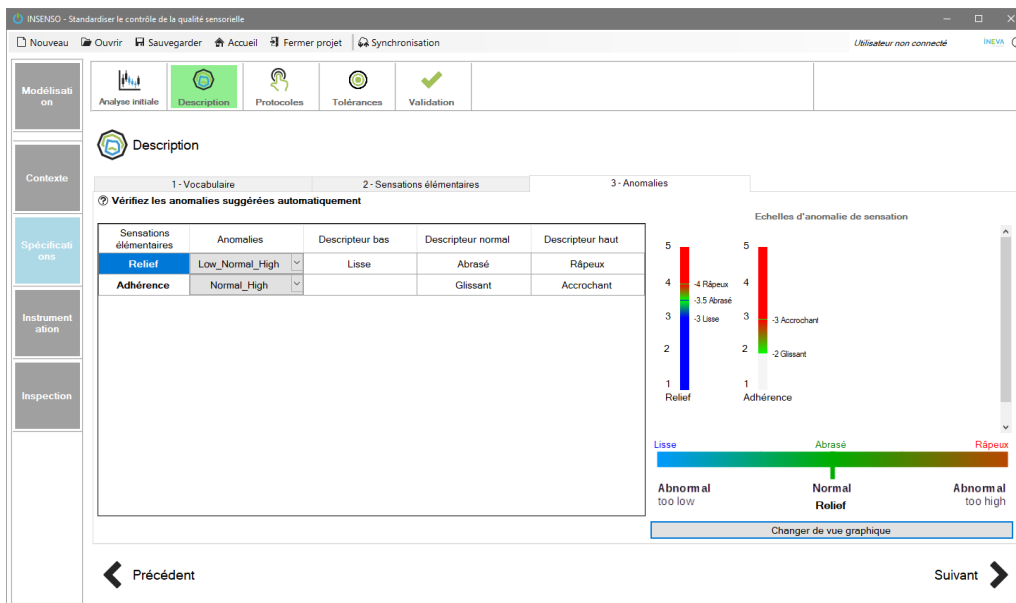 INSENSO - Standardiser le contrôle de la qualité sensorielle
Nouveau Ouvrir Sauvegarder Accueil Fermer projet Synchronisation Utilisateur non connecté INEVA
Modélisati
on
Analyse initiale Description Protocoles Tolérances Validation
Description
Contexte
1 - Vocabulaire 2 - Sensations élémentaires 3 - Anomalies
Vérifiez les anomalies suggérées automatiquement
Echelles d'anomalie de sensation
Sensations
élémentaires
Anomalies Descripteur bas Descripteur normal Descripteur haut
Relief Low_Normal_High Lisse Abrasé Râpeux
Adhérence Normal_High Glissant Accrochant
Spécificati
ons
Instrument
ation
Inspection
5
4
3
2
1
-4 Râpeux
-3.5 Abrasé
-3 Lisse
Relief
5
4
3
2
1
-3 Accrochant
-2 Glissant
Adhérence
Lisse Abrasé Râpeux
Abnormal Normal Abnormal
too low Relief too high
Changer de vue graphique
Précédent Suivant